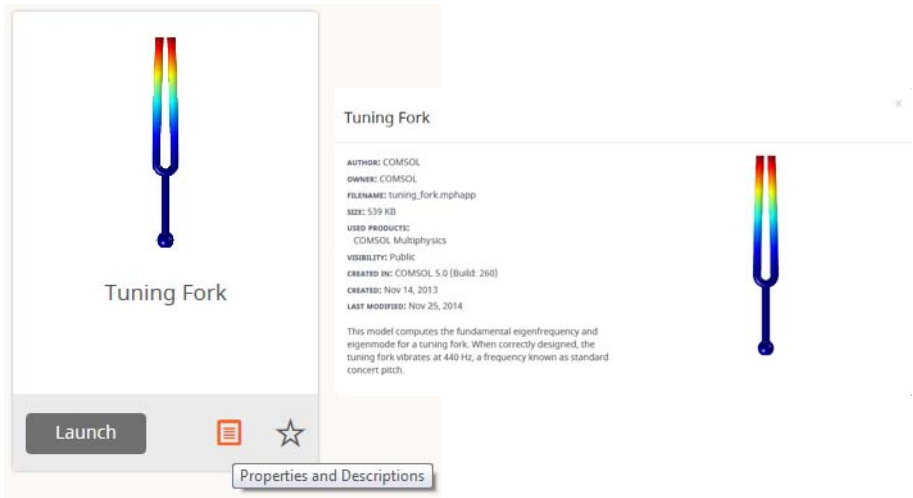 Tuning Fork
Launch
Properties and Descriptions
Tuning Fork
×
AUTHOR: COMSOL
OWNER: COMSOL
FILENAME: tuning_fork.mphapp
SIZE: 539 KB
USED PRODUCTS:
COMSOL Multiphysics
VISIBILITY: Public
CREATED IN: COMSOL 5.0 (Build: 260)
CREATED: Nov 14, 2013
LAST MODIFIED: Nov 25, 2014
This model computes the fundamental eigenfrequency and
eigenmode for a tuning fork. When correctly designed, the
tuning fork vibrates at 440 Hz, a frequency known as standard
concert pitch.